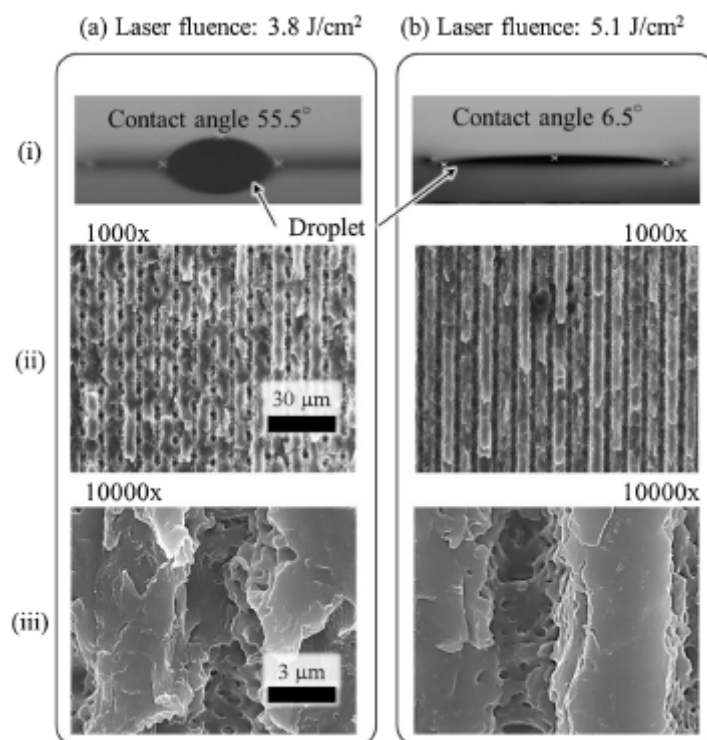 (a) Laser fluence: 3.8 J/cm² (b) Laser fluence: 5.1 J/cm²
(i)
Contact angle 55.5° Contact angle 6.5°
Droplet
1000x 1000x
(ii)
30 μm
10000x 10000x
(iii)
3 μm